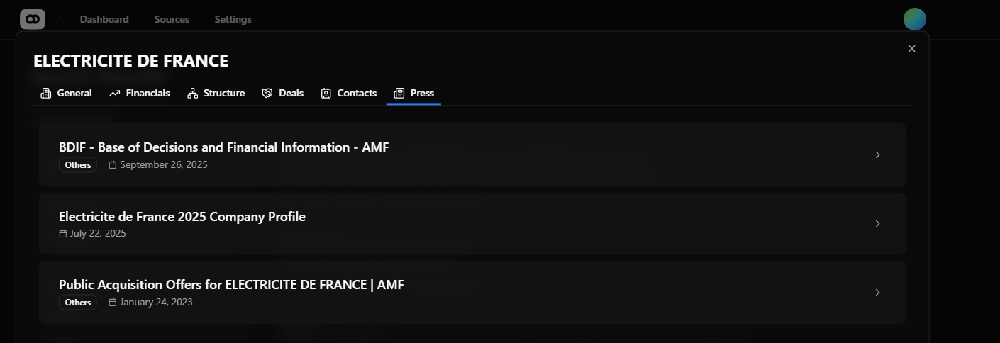 Dashboard Sources Settings
ELECTRICITE DE FRANCE
General Financials Structure Deals Contacts Press
BDIF - Base of Decisions and Financial Information - AMF
Others September 26, 2025
Electricite de France 2025 Company Profile
July 22, 2025
Public Acquisition Offers for ELECTRICITE DE FRANCE | AMF
Others January 24, 2023